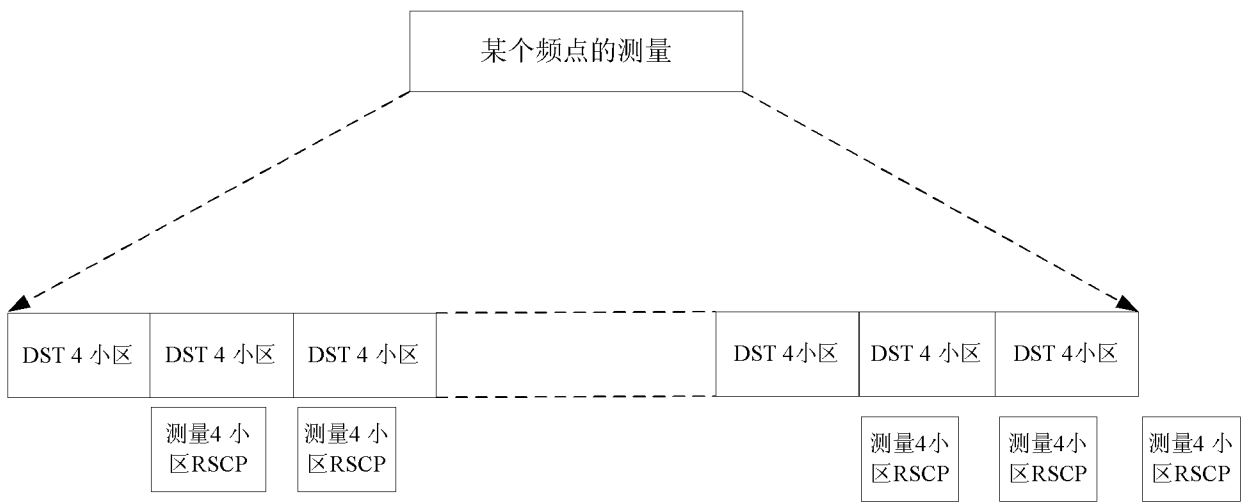 某个频点的测量
DST 4 小区
DST 4 小区
DST 4 小区
DST 4小区
DST 4 小区
DST 4小区
测量4 小
区RSCP
测量4 小
区RSCP
测量4小
区RSCP
测量4小
区RSCP
测量4 小
区RSCP